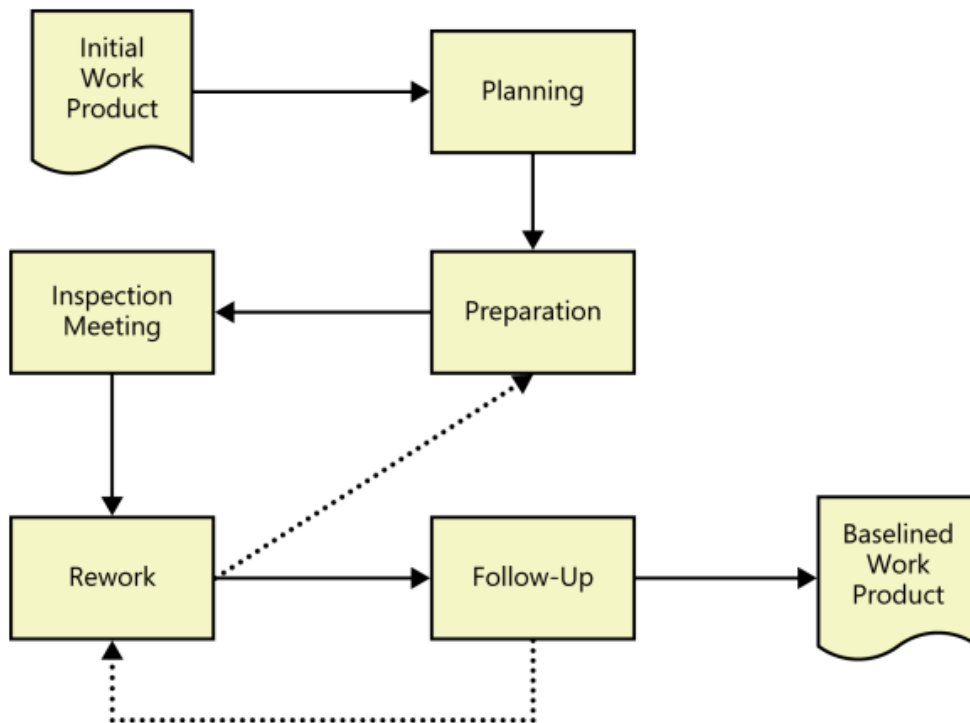 Initial
Work
Product
Planning
Inspection
Meeting
Preparation
Rework
Follow-Up
Baselined
Work
Product